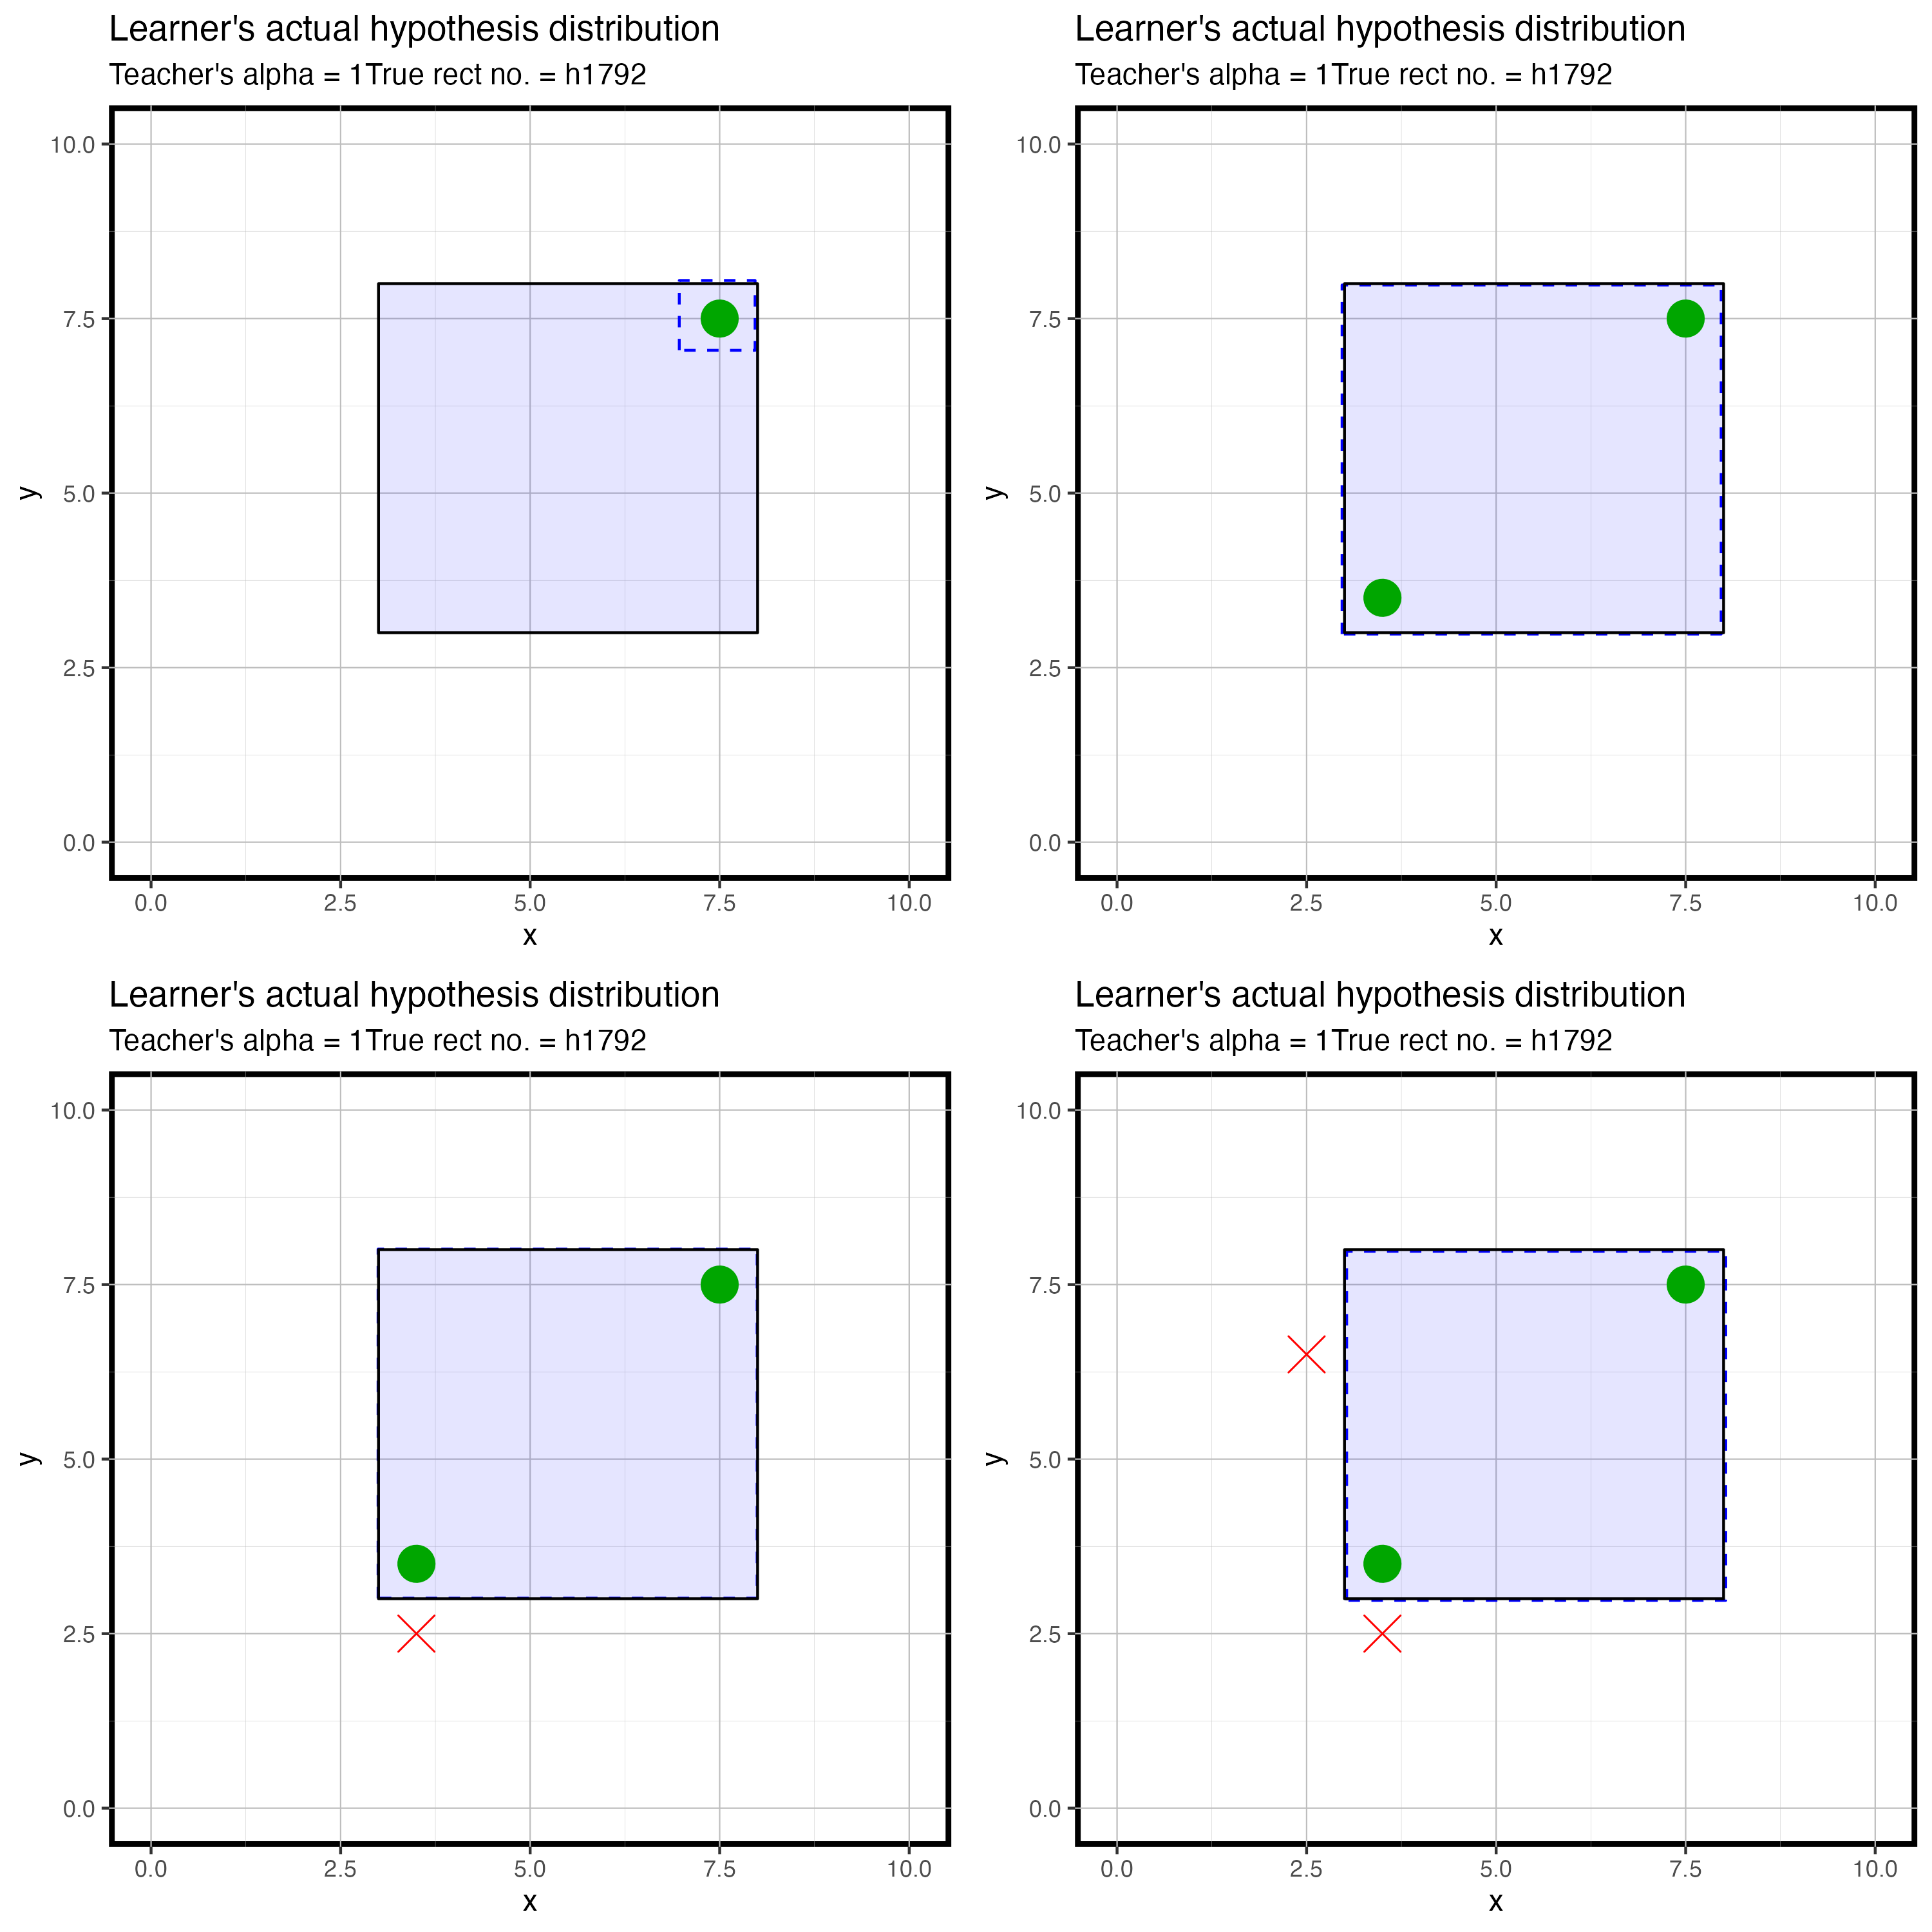 Learner's actual hypothesis distribution
Teacher's alpha = 1True rect no. = h1792
10.0
7.5
5.0
2.5
0.0
y
0.0 2.5 5.0 7.5 10.0
x
Learner's actual hypothesis distribution
Teacher's alpha = 1True rect no. = h1792
10.0
7.5
5.0
2.5
0.0
y
0.0 2.5 5.0 7.5 10.0
x
Learner's actual hypothesis distribution
Teacher's alpha = 1True rect no. = h1792
10.0
7.5
5.0
2.5
0.0
y
0.0 2.5 5.0 7.5 10.0
x
Learner's actual hypothesis distribution
Teacher's alpha = 1True rect no. = h1792
10.0
7.5
5.0
2.5
0.0
y
0.0 2.5 5.0 7.5 10.0
x